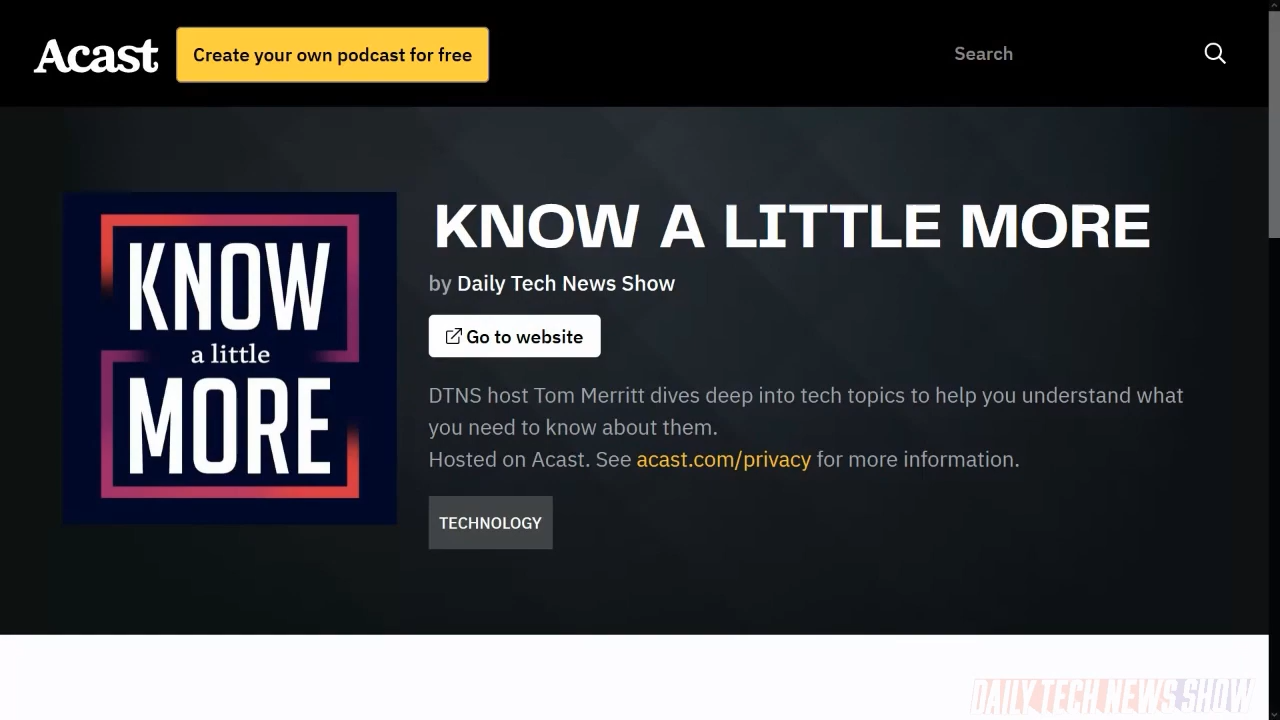 Acast
Create your own podcast for free
Search
KNOW
a little
MORE
KNOW A LITTLE MORE
by Daily Tech News Show
Go to website
DTNS host Tom Merritt dives deep into tech topics to help you understand what
you need to know about them.
Hosted on Acast. See acast.com/privacy for more information.
TECHNOLOGY
DAILY TECH NEWS SHOW